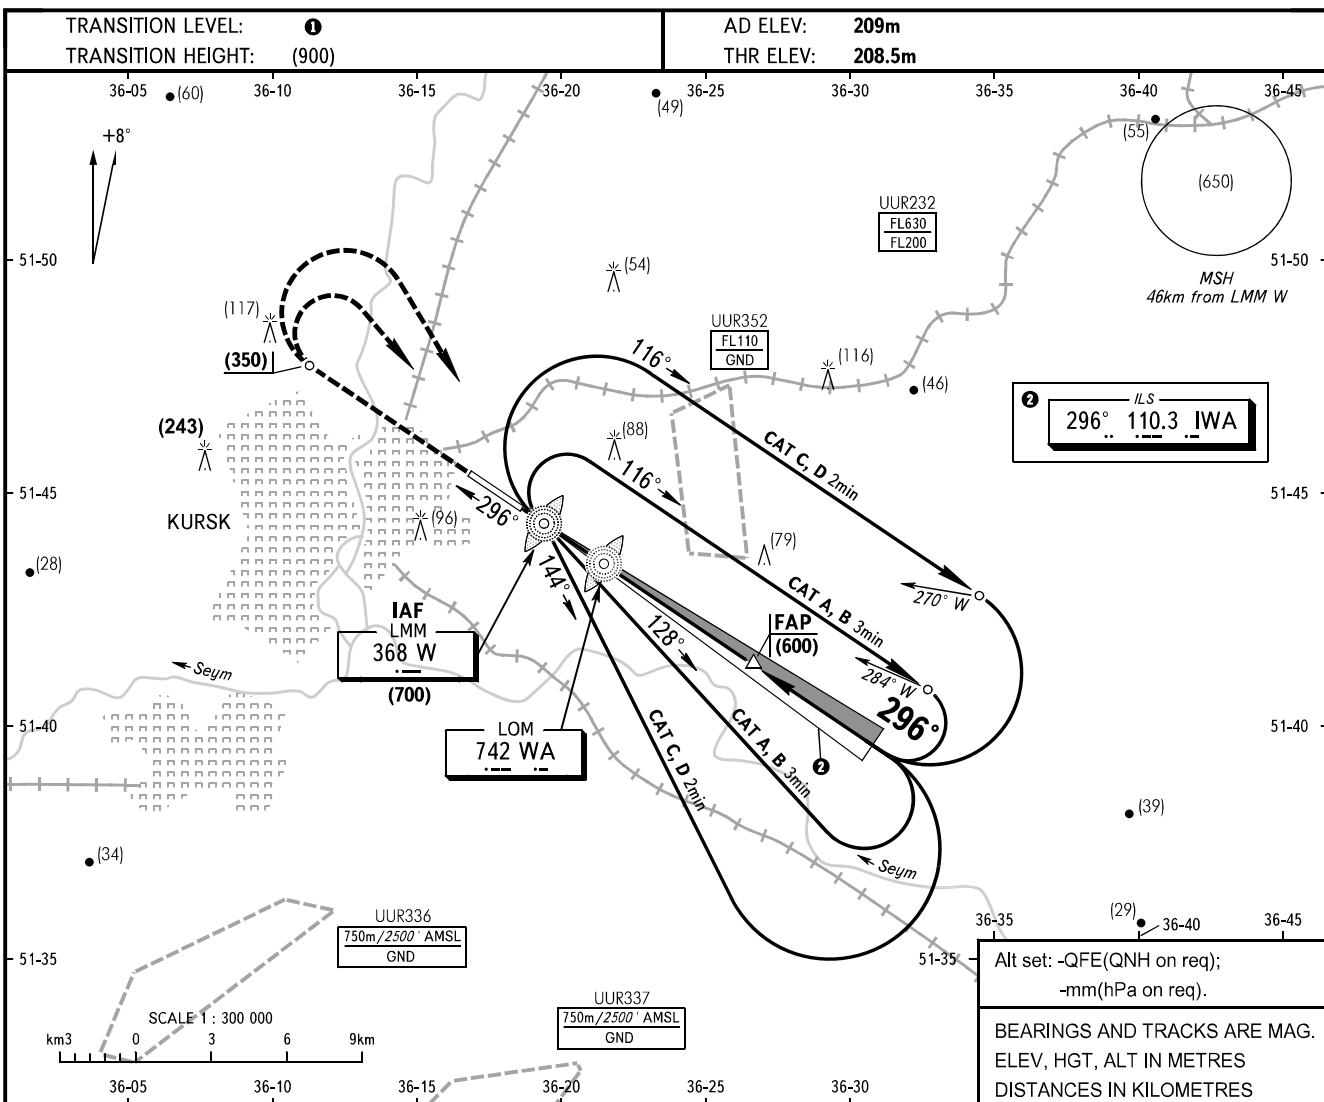 TRANSITION LEVEL: ❶
TRANSITION HEIGHT: (900)
AD ELEV: 209m
THR ELEV: 208.5m
36-05 36-10 36-15 36-20 36-25 36-30 36-35 36-40 36-45
(60)
(49)
(55)
+8°
(650)
UUR232
FL630
FL200
51-50
51-50
MSH
46km from LMM W
(54)
(117)
UUR352
FL110
GND
(350)
116°
(116)
(46)
❷
ILS
296° 110.3 IWA
(243)
(88)
CAT C, D 2min
116°
51-45
51-45
296°
KURSK
(96)
(79)
(28)
144°
270° W
IAF
LMM
368 W
(700)
CAT A, B 3min
FAP
(600)
128°
284° W
Seym
296°
51-40
51-40
LOM
742 WA
CAT C, D 2min
CAT A, B 3min
❷
(39)
(34)
Seym
UUR336
750m/2500' AMSL
GND
(29)
36-35
36-40
36-45
51-35
51-35
Alt set: -QFE(QNH on req);
-mm(hPa on req).
UUR337
750m/2500' AMSL
GND
SCALE 1 : 300 000
km3 0 3 6 9km
BEARINGS AND TRACKS ARE MAG.
ELEV, HGT, ALT IN METRES
DISTANCES IN KILOMETRES
36-05 36-10 36-15 36-20 36-25 36-30